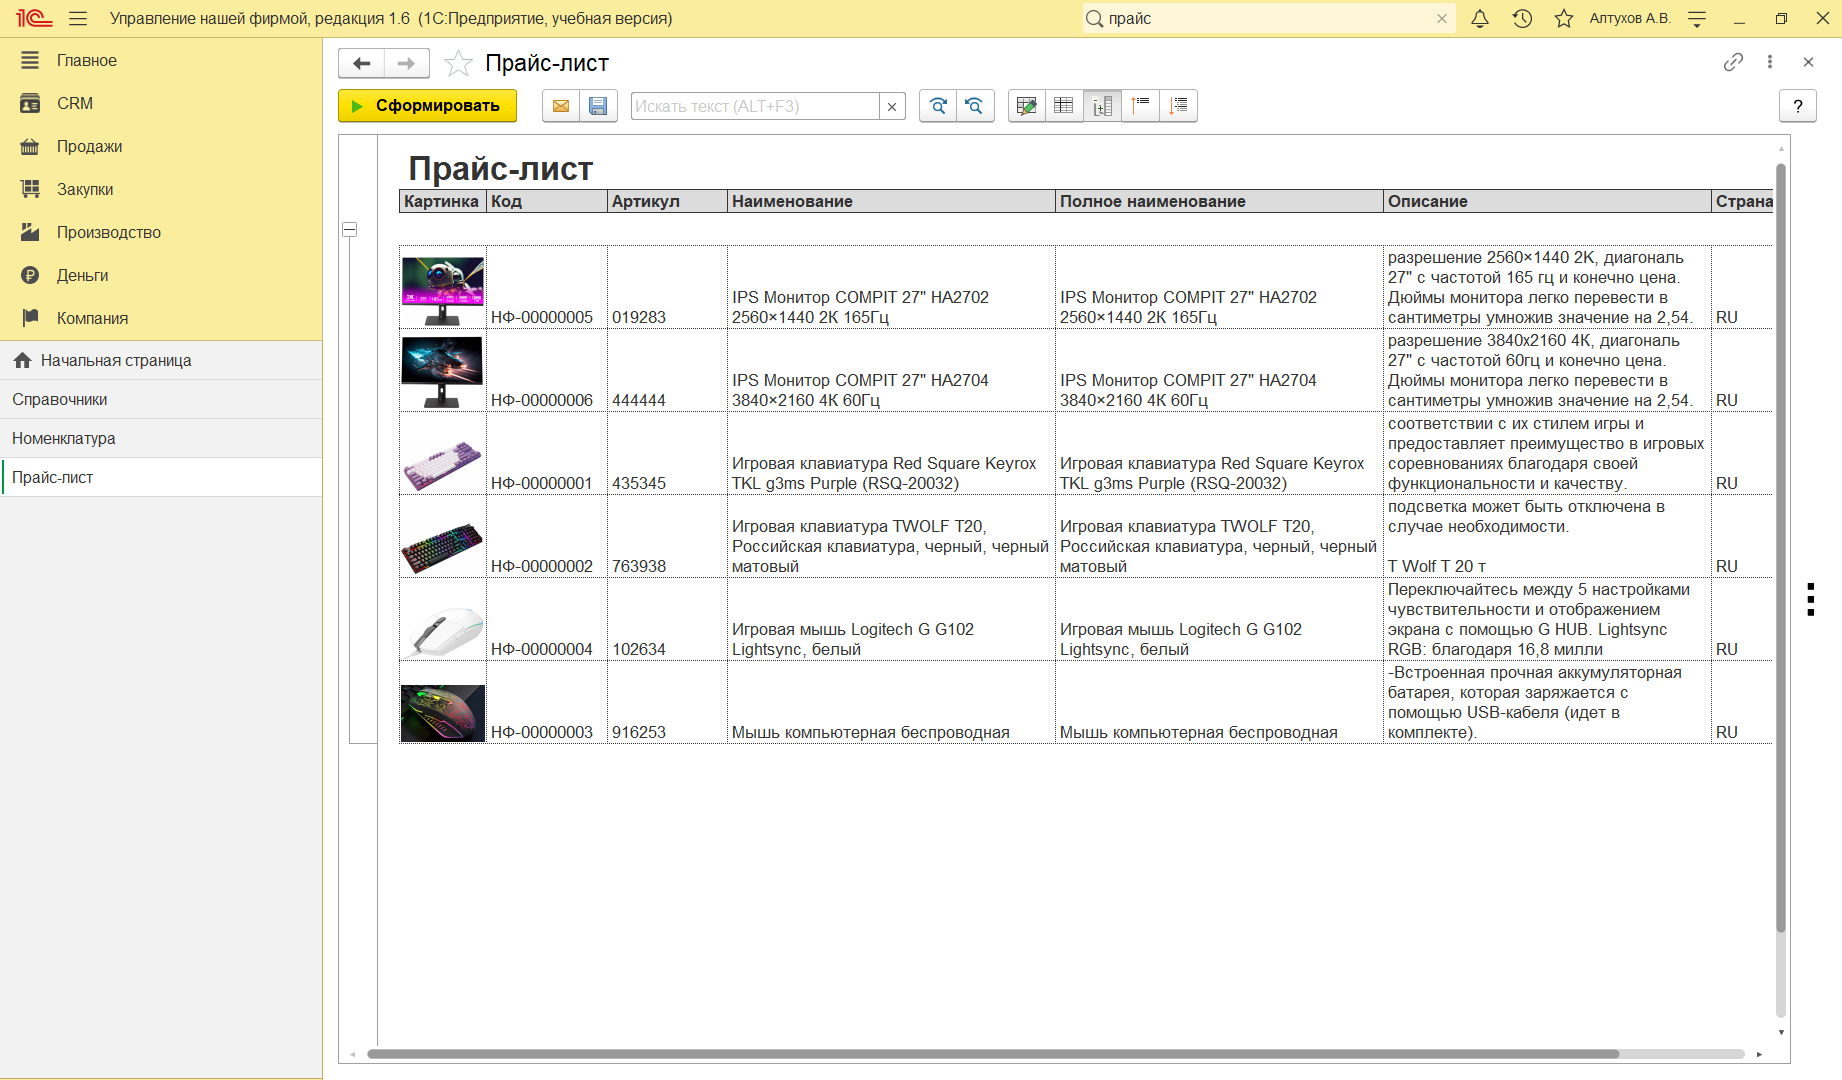 Управление нашей фирмой, редакция 1.6 (1С:Предприятие, учебная версия)
прайс
Алтухов А.В.
Главное
CRM
Продажи
Закупки
Производство
Деньги
Компания
Начальная страница
Справочники
Номенклатура
Прайс-лист
Прайс-лист
Сформировать
Искать текст (ALT+F3)
?
Прайс-лист
Картинка Код Артикул Наименование Полное наименование Описание Страна
разрешение 2560×1440 2K, диагональ
27" с частотой 165 гц и конечно цена.
IPS Монитор COMPIT 27" HA2702 IPS Монитор COMPIT 27" HA2702 Дюймы монитора легко перевести в
НФ-00000005 019283 2560×1440 2К 165Гц 2560×1440 2К 165Гц сантиметры умножив значение на 2,54. RU
разрешение 3840x2160 4К, диагональ
27" с частотой 60гц и конечно цена.
IPS Монитор COMPIT 27" HA2704 IPS Монитор COMPIT 27" HA2704 Дюймы монитора легко перевести в
НФ-00000006 444444 3840×2160 4К 60Гц 3840×2160 4К 60Гц сантиметры умножив значение на 2,54. RU
соответствии с их стилем игры и
предоставляет преимущество в игровых
Игровая клавиатура Red Square Keyrox Игровая клавиатура Red Square Keyrox соревнованиях благодаря своей
НФ-00000001 435345 TKL g3ms Purple (RSQ-20032) TKL g3ms Purple (RSQ-20032) функциональности и качеству. RU
подсветка может быть отключена в
Игровая клавиатура TWOLF T20, Игровая клавиатура TWOLF T20, случае необходимости.
Российская клавиатура, черный, черный Российская клавиатура, черный, черный
НФ-00000002 763938 матовый матовый T Wolf T 20 т RU
Переключайтесь между 5 настройками
чувствительности и отображением
Игровая мышь Logitech G G102 Игровая мышь Logitech G G102 экрана с помощью G HUB. Lightsync
НФ-00000004 102634 Lightsync, белый Lightsync, белый RGB: благодаря 16,8 милли RU
-Встроенная прочная аккумуляторная
батарея, которая заряжается с
помощью USB-кабеля (идет в
НФ-00000003 916253 Мышь компьютерная беспроводная Мышь компьютерная беспроводная комплекте). RU